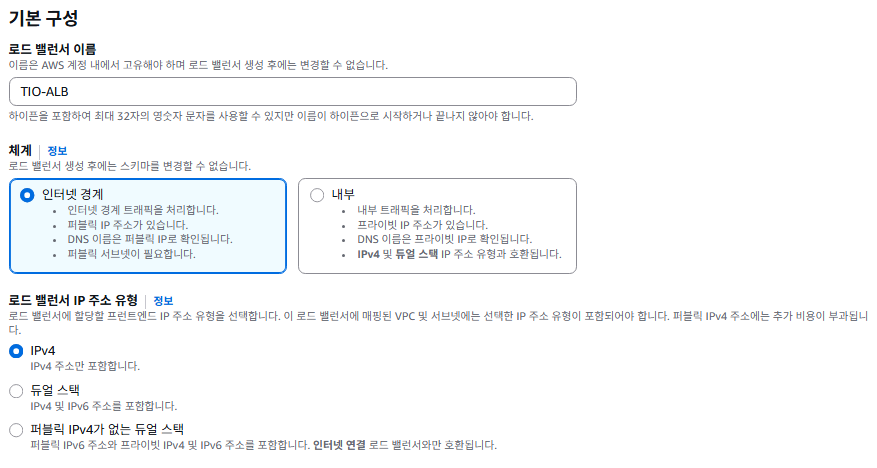 기본 구성
로드 밸런서 이름
이름은 AWS 계정 내에서 고유해야 하며 로드 밸런서 생성 후에는 변경할 수 없습니다.
TIO-ALB
하이픈을 포함하여 최대 32자의 영숫자 문자를 사용할 수 있지만 이름이 하이픈으로 시작하거나 끝나지 않아야 합니다.
체계 | 정보
로드 밸런서 생성 후에는 스키마를 변경할 수 없습니다.
인터넷 경계
• 인터넷 경계 트래픽을 처리합니다.
• 퍼블릭 IP 주소가 있습니다.
• DNS 이름은 퍼블릭 IP로 확인됩니다.
• 퍼블릭 서브넷이 필요합니다.
내부
• 내부 트래픽을 처리합니다.
• 프라이빗 IP 주소가 있습니다.
• DNS 이름은 프라이빗 IP로 확인됩니다.
• IPv4 및 듀얼 스택 IP 주소 유형과 호환됩니다.
로드 밸런서 IP 주소 유형 | 정보
로드 밸런서에 할당할 프런트엔드 IP 주소 유형을 선택합니다. 이 로드 밸런서에 매핑된 VPC 및 서브넷에는 선택한 IP 주소 유형이 포함되어야 합니다. 퍼블릭 IPv4 주소에는 추가 비용이 부과됩니
다.
IPv4
IPv4 주소만 포함합니다.
듀얼 스택
IPv4 및 IPv6 주소를 포함합니다.
퍼블릭 IPv4가 없는 듀얼 스택
퍼블릭 IPv6 주소와 프라이빗 IPv4 및 IPv6 주소를 포함합니다. 인터넷 연결 로드 밸런서와만 호환됩니다.